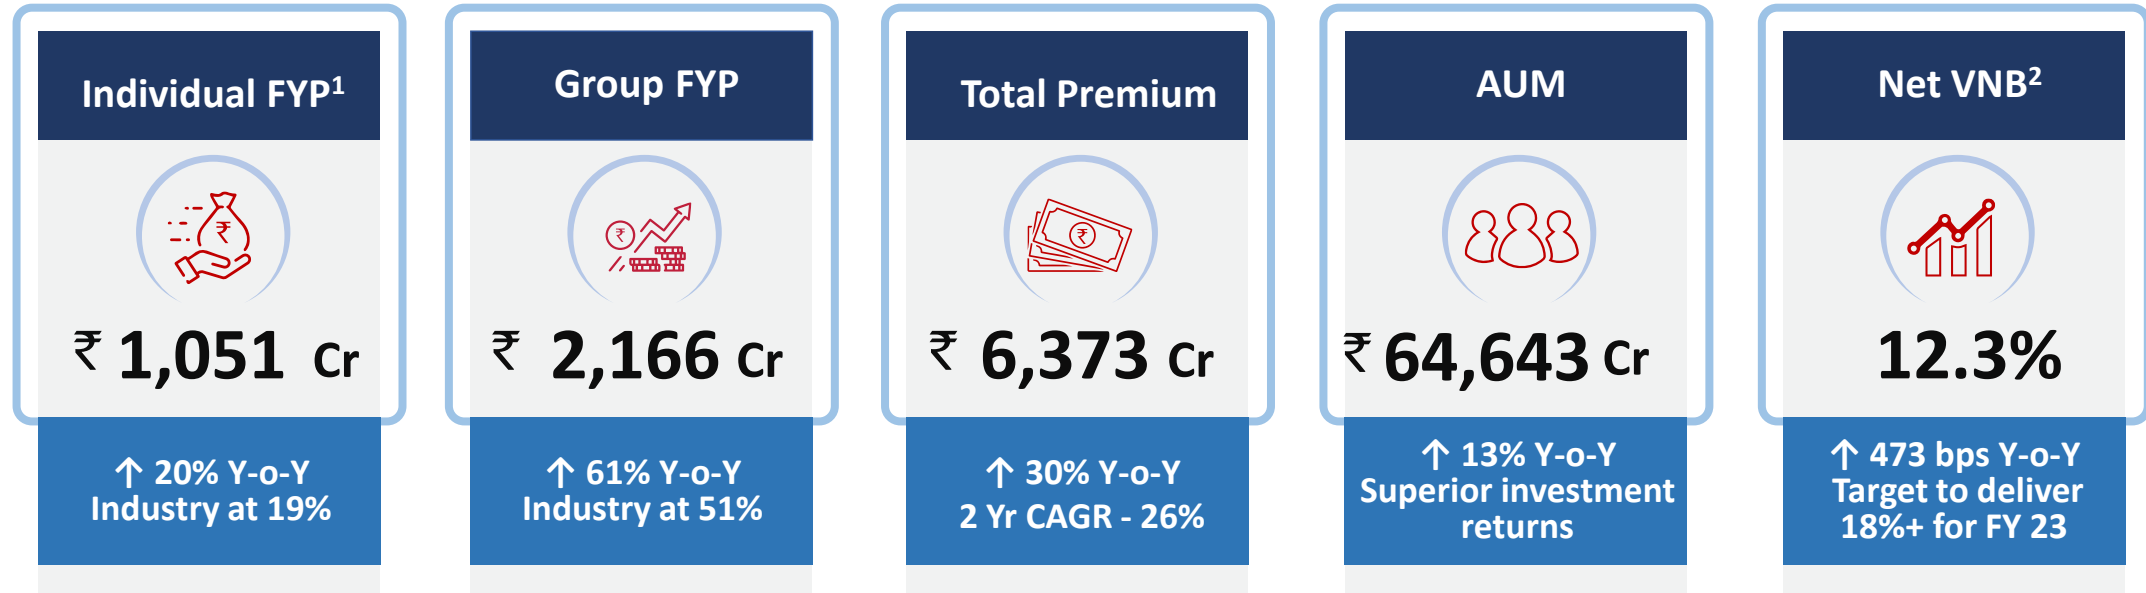 Individual FYP¹
₹ 1,051 Cr
↑ 20% Y-o-Y
Industry at 19%
Group FYP
₹ 2,166 Cr
↑ 61% Y-o-Y
Industry at 51%
Total Premium
₹ 6,373 Cr
↑ 30% Y-o-Y
2 Yr CAGR - 26%
AUM
₹ 64,643 Cr
↑ 13% Y-o-Y
Superior investment
returns
Net VNB²
12.3%
↑ 473 bps Y-o-Y
Target to deliver
18%+ for FY 23